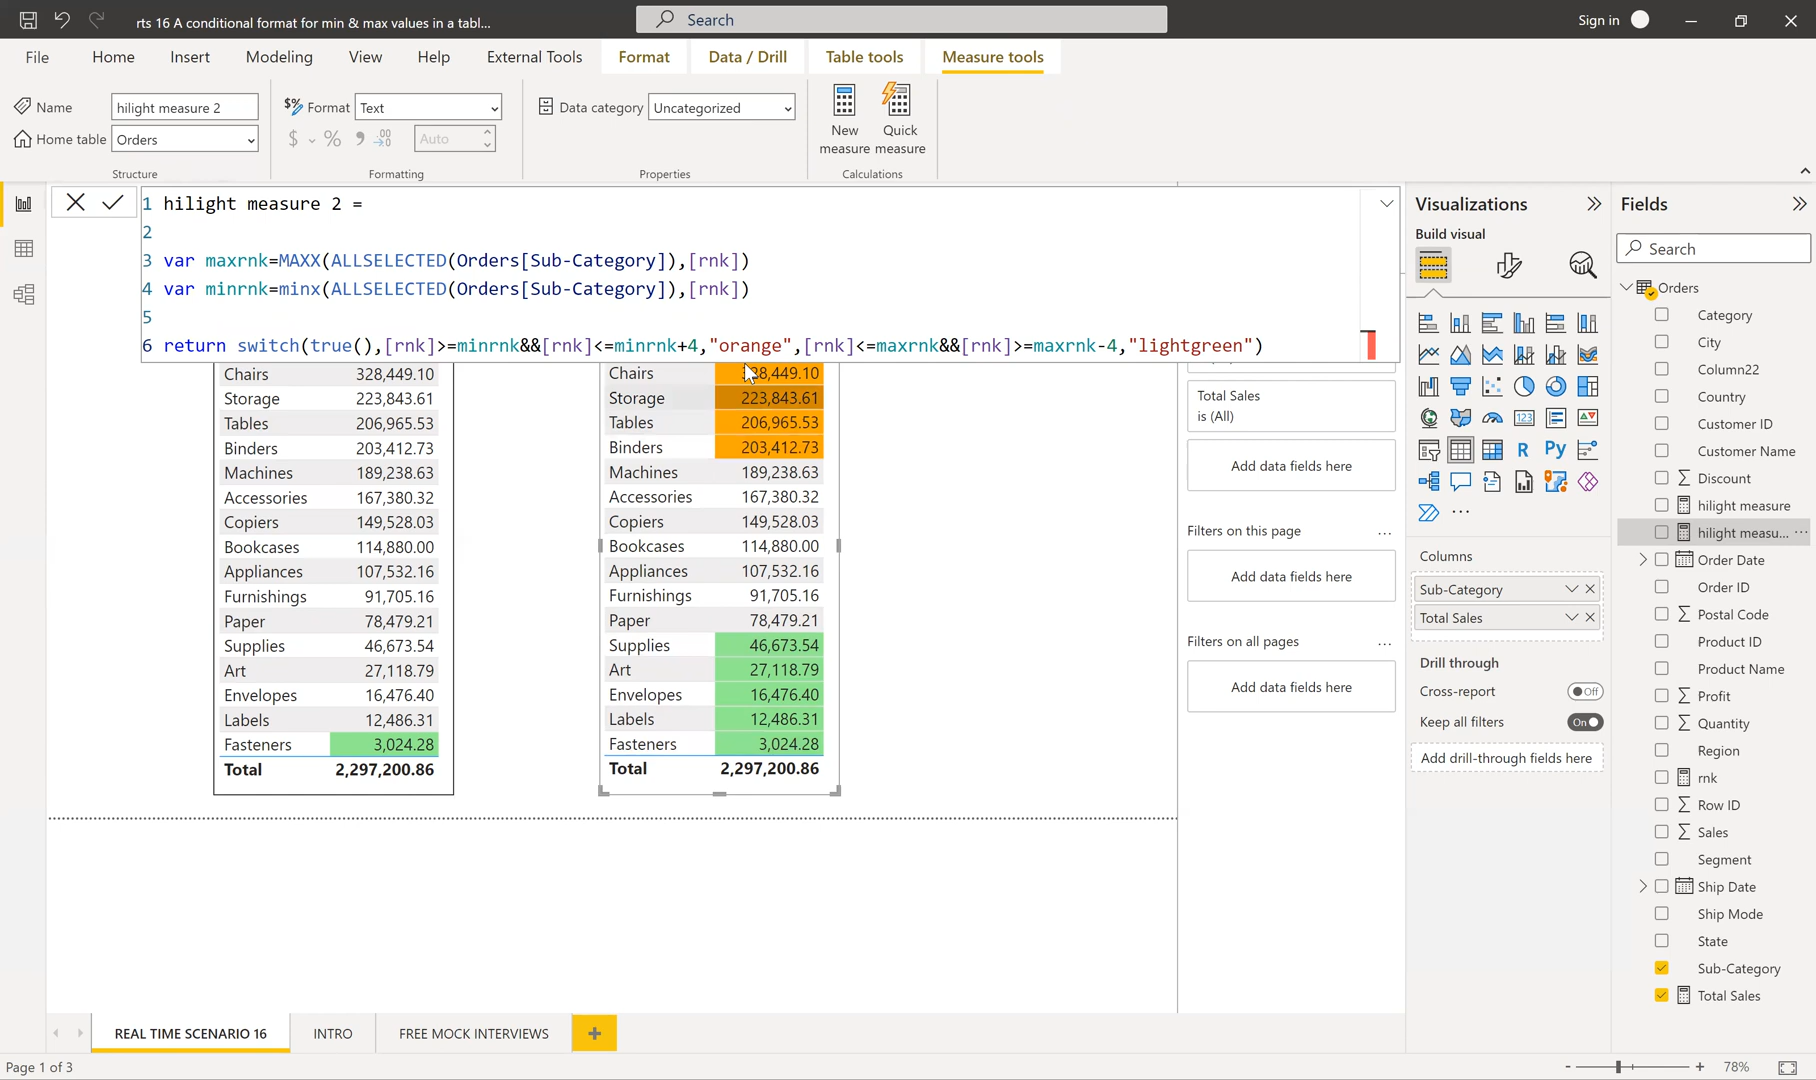 rts 16 A conditional format for min & max values in a tabl...
Search
Sign in
File
Home
Insert
Modeling
View
Help
External Tools
Format
Data / Drill
Table tools
Measure tools
Name
hilight measure 2
Home table
Orders
Structure
Format
Text
$ % 9 .00
Auto
Formatting
Data category
Uncategorized
Properties
New measure
Quick measure
Calculations
1 hilight measure 2 =
2
3 var maxrnk=MAXX(ALLSELECTED(Orders[Sub-Category]),[rnk])
4 var minrnk=minx(ALLSELECTED(Orders[Sub-Category]),[rnk])
5
6 return switch(true(),[rnk]>=minrnk&&[rnk]<=minrnk+4,"orange",[rnk]<=maxrnk&&[rnk]>=maxrnk-4,"lightgreen")
Chairs 328,449.10
Storage 223,843.61
Tables 206,965.53
Binders 203,412.73
Machines 189,238.63
Accessories 167,380.32
Copiers 149,528.03
Bookcases 114,880.00
Appliances 107,532.16
Furnishings 91,705.16
Paper 78,479.21
Supplies 46,673.54
Art 27,118.79
Envelopes 16,476.40
Labels 12,486.31
Fasteners 3,024.28
Total 2,297,200.86
Chairs 328,449.10
Storage 223,843.61
Tables 206,965.53
Binders 203,412.73
Machines 189,238.63
Accessories 167,380.32
Copiers 149,528.03
Bookcases 114,880.00
Appliances 107,532.16
Furnishings 91,705.16
Paper 78,479.21
Supplies 46,673.54
Art 27,118.79
Envelopes 16,476.40
Labels 12,486.31
Fasteners 3,024.28
Total 2,297,200.86
Total Sales
is (All)
Add data fields here
Filters on this page ...
Add data fields here
Filters on all pages ...
Add data fields here
Visualizations
Build visual
123
R
Py
...
Columns
Sub-Category
Total Sales
Drill through
Cross-report
Off
Keep all filters
On
Add drill-through fields here
Fields
Search
Orders
Category
City
Column22
Country
Customer ID
Customer Name
Discount
hilight measure
hilight measu... ...
Order Date
Order ID
Postal Code
Product ID
Product Name
Profit
Quantity
Region
rnk
Row ID
Sales
Segment
Ship Date
Ship Mode
State
Sub-Category
Total Sales
REAL TIME SCENARIO 16
INTRO
FREE MOCK INTERVIEWS
+
Page 1 of 3
- + 78%